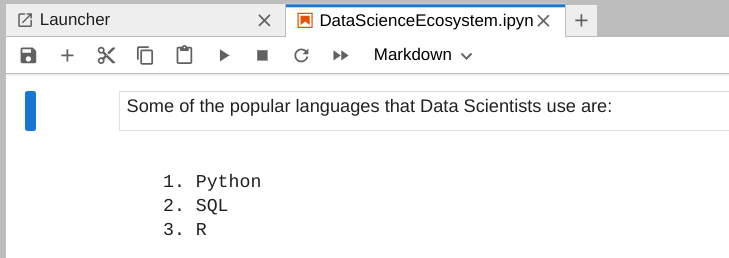 Launcher
DataScienceEcosystem.ipyn
Markdown
Some of the popular languages that Data Scientists use are:
1. Python
2. SQL
3. R